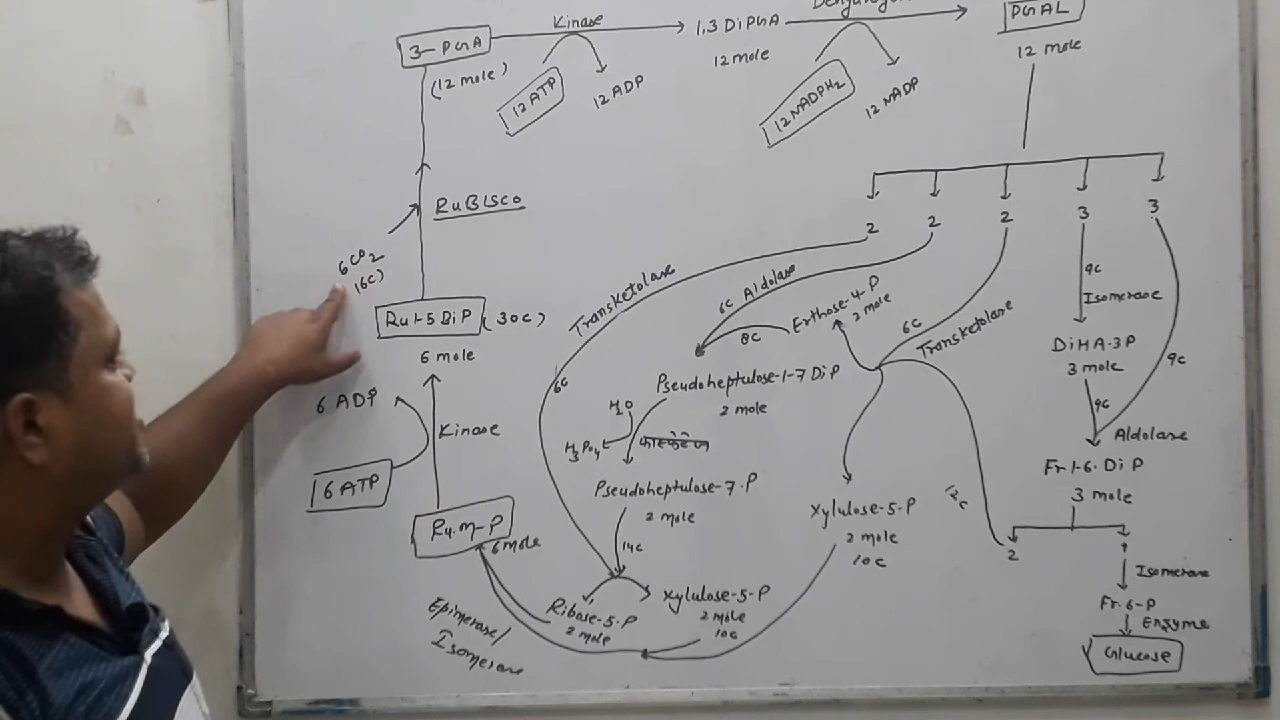 Kinase
3-PGA
1,3 DiPGA
PGAL
(12 mole)
12 mole
12 mole
12 ATP
12 ADP
12 NADPH2
12 NADP
RuBISCO
2
2
2
3
3
6CO2
(6C)
Transketolase
6C Aldolase
Erthose-4-P
2 mole
6C
Transketolase
9C
Isomerase
Ru1-5 DiP (30C)
8C
DiHA-3P
3 mole
9C
6 mole
6C
Pseudoheptulose-1-7 DiP
2 mole
9C
6 ADP
H2O
Kinase
H3PO4
फास्फेटेज
Aldolase
Fr1-6-DiP
3 mole
6 ATP
Pseudoheptulose-7-P
2 mole
Xylulose-5-P
2 mole
10C
12C
Ru.m-P
6 mole
14C
2
1
Isomerase
Ribose-5-P
2 mole
Xylulose-5-P
2 mole
10C
Fr-6-P
Enzyme
Epimerase/
Isomerase
Glucose